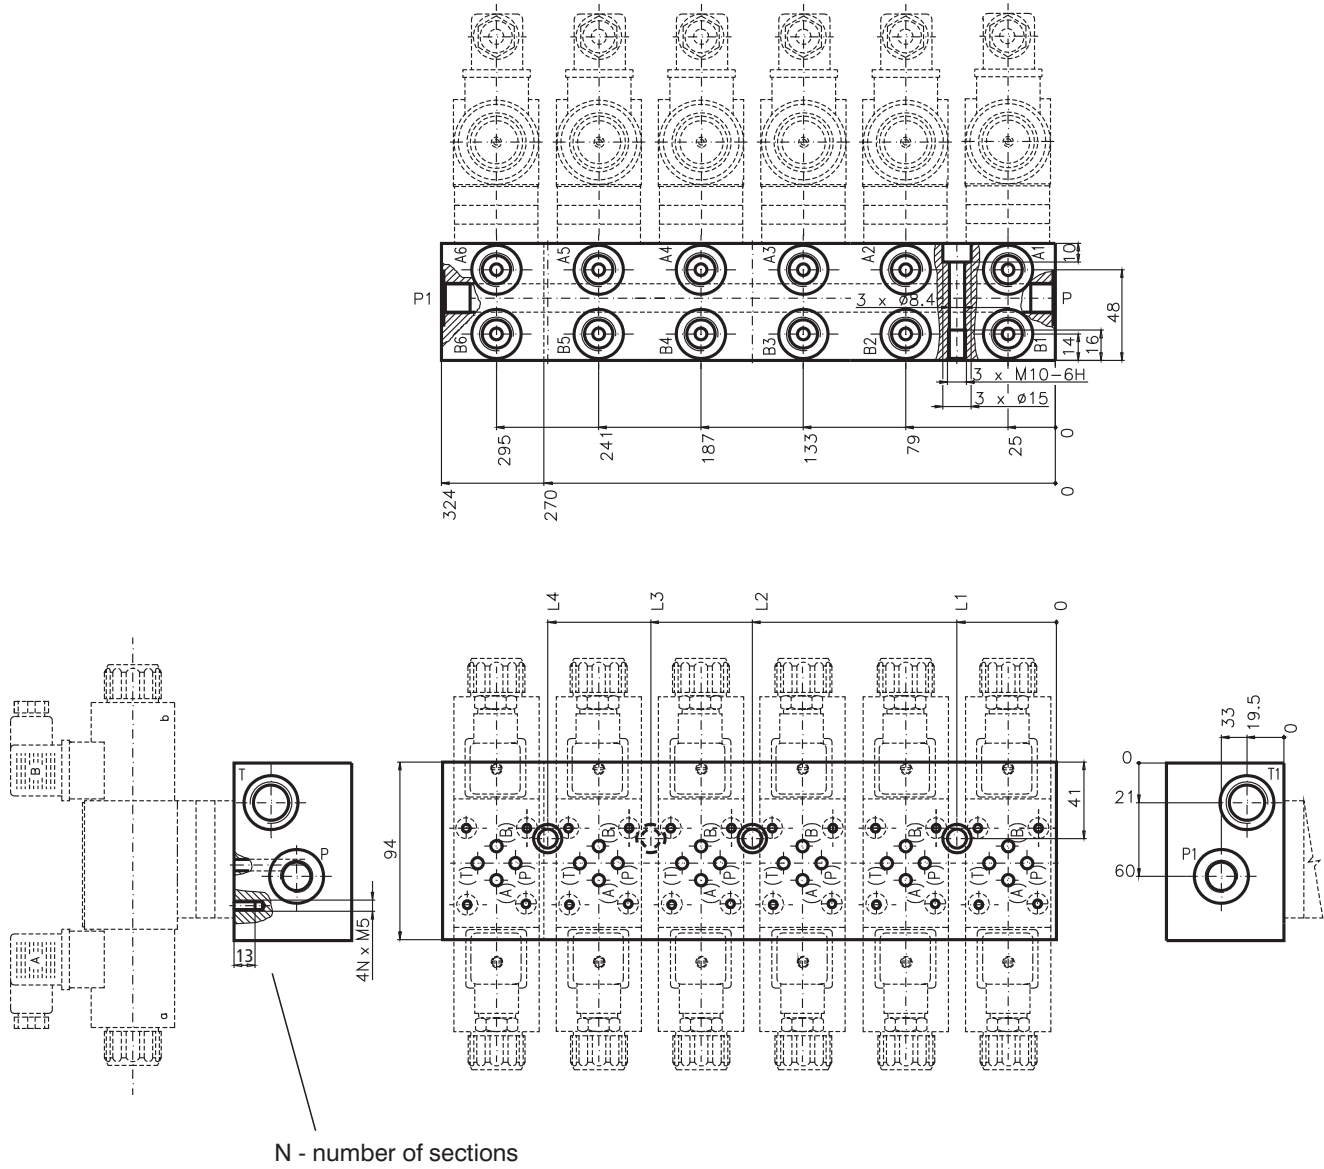 A6 A5 A4 A3 A2 A1 10
P1 3 x ø8.4 P 48
B6 B5 B4 B3 B2 B1 14 16
3 x M10-6H
3 x ø15
295 241 187 133 79 25 0
324 270 0
L4 L3 L2 L1 0
33 19.5 0
b
B T 94 41 0 T1
21
(B) (B) (B) (B)
P (T) (P) (T) (P) (T) (P) P1
(A) (A) (A) (A) 60
A 13 4N x M5
a
N - number of sections